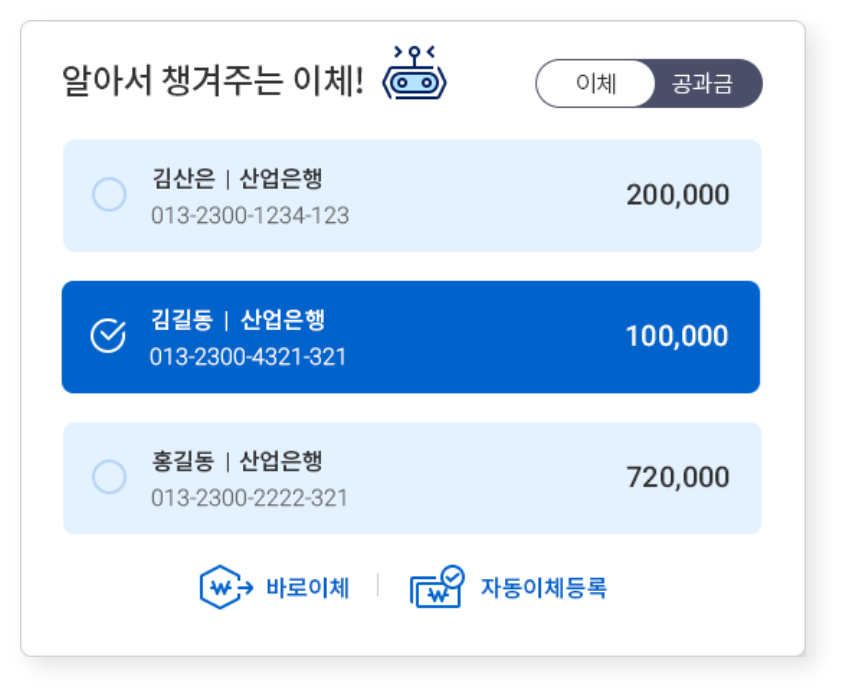 알아서 챙겨주는 이체!
이체 공과금
김산은 | 산업은행
013-2300-1234-123
200,000
김길동 | 산업은행
013-2300-4321-321
100,000
홍길동 | 산업은행
013-2300-2222-321
720,000
바로이체 | 자동이체등록